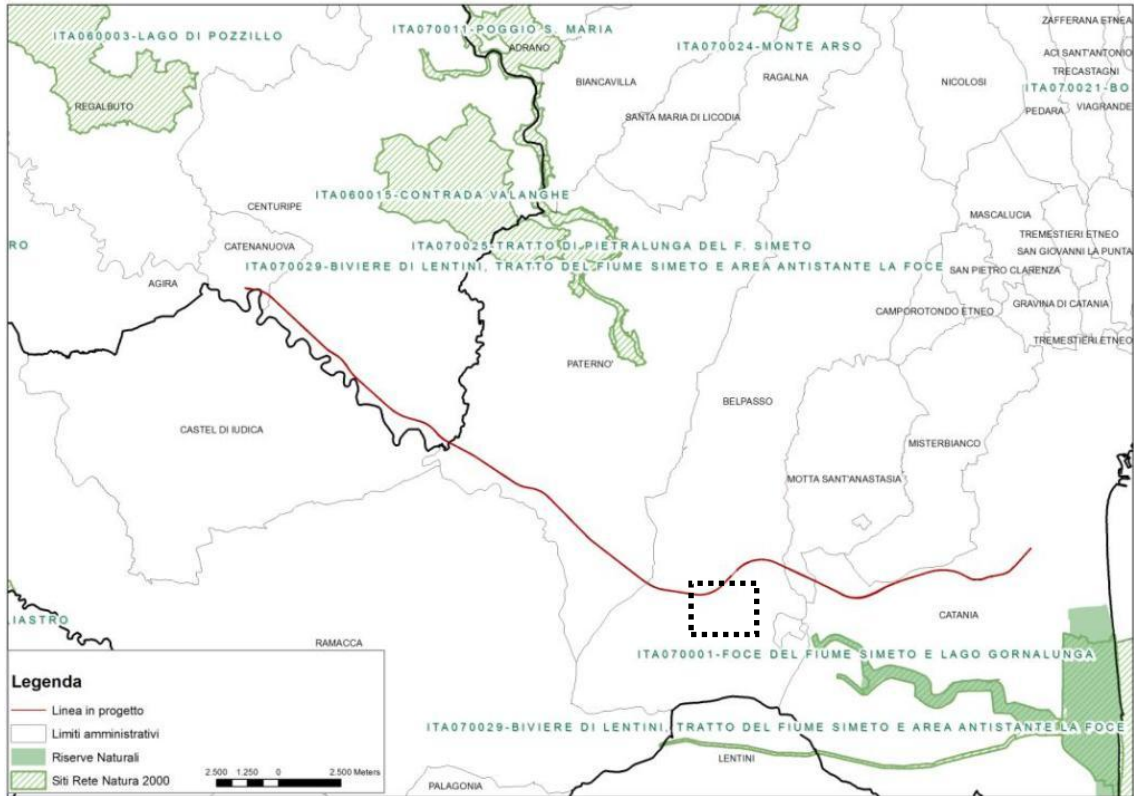 ITA060003-LAGO DI POZZILLO
ITA070011-POGGIO S. MARIA
ADRANO
ITA070024-MONTE ARSO
ZAFFERANA ETNEA
ACI SANT'ANTONIO
TRECASTAGNI
ITA070021-BO
VIAGRANDE
PEDARA
NICOLOSI
RAGALNA
BIANCAVILLA
SANTA MARIA DI LICODIA
REGALBUTO
ITA060015-CONTRADA VALANGHE
CENTURIPE
MASCALUCIA
TREMESTIERI ETNEO
SAN GIOVANNI LA PUNTA
RO
CATENANUOVA
ITA070025-TRATTO DI PIETRALUNGA DEL F. SIMETO
ITA070029-BIVIERE DI LENTINI, TRATTO DEL FIUME SIMETO E AREA ANTISTANTE LA FOCE
SAN PIETRO CLARENZA
AGIRA
GRAVINA DI CATANIA
CAMPOROTONDO ETNEO
TREMESTIERI ETNEO
PATERNO'
BELPASSO
CASTEL DI IUDICA
MISTERBIANCO
MOTTA SANT'ANASTASIA
CATANIA
LIASTRO
RAMACCA
ITA070001-FOCE DEL FIUME SIMETO E LAGO GORNALUNGA
ITA070029-BIVIERE DI LENTINI, TRATTO DEL FIUME SIMETO E AREA ANTISTANTE LA FOCE
LENTINI
PALAGONIA
Legenda
Linea in progetto
Limiti amministrativi
Riserve Naturali
Siti Rete Natura 2000
2.500 1.250 0 2.500 Meters